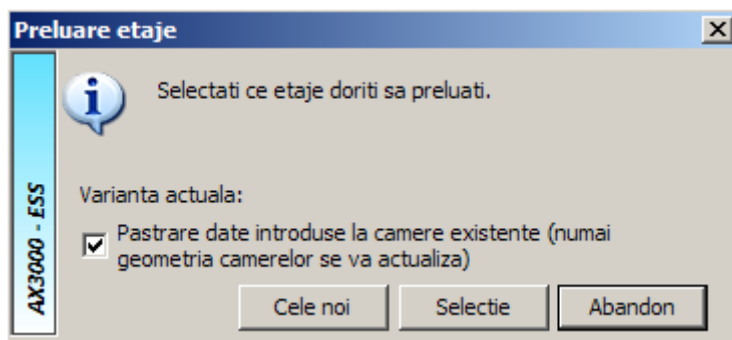 Preluare etaje
AX3000 - ESS
Selectati ce etaje doriti sa preluati.
Varianta actuala:
Pastrare date introduse la camere existente (numai
geometria camerelor se va actualiza)
Cele noi
Selectie
Abandon